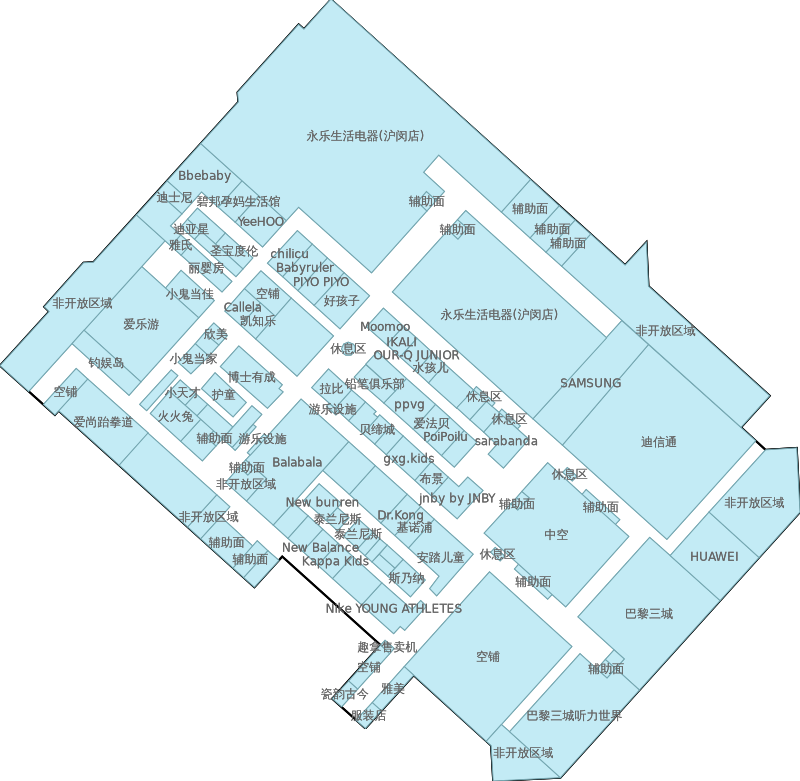 永乐生活电器(沪闵店)
Bbebaby
迪士尼
碧邦孕妈生活馆
辅助面
辅助面
YeeHOO
迪亚星
辅助面
辅助面
辅助面
雅氏
圣宝度伦
chilicu
丽婴房
Babyruler
PIYO PIYO
小鬼当佳
空铺
好孩子
非开放区域
Callela
永乐生活电器(沪闵店)
爱乐游
凯知乐
Moomoo
非开放区域
欣美
IKALI
休息区
OUR-Q JUNIOR
小鬼当家
钓娱岛
水孩儿
博士有成
铅笔俱乐部
SAMSUNG
空铺
小天才
护童
拉比
休息区
ppvg
游乐设施
火火兔
爱尚跆拳道
休息区
爱法贝
贝缔城
PoiPoilu
辅助面
游乐设施
sarabanda
迪信通
gxg.kids
Balabala
辅助面
休息区
布景
非开放区域
jnby by JNBY
New bunren
辅助面
辅助面
非开放区域
非开放区域
Dr.Kong
泰兰尼斯
基诺浦
泰兰尼斯
中空
辅助面
New Balance
休息区
HUAWEI
辅助面
Kappa Kids
安踏儿童
斯乃纳
辅助面
Nike YOUNG ATHLETES
巴黎三城
趣拿售卖机
空铺
空铺
辅助面
雅美
瓷韵古今
服装店
巴黎三城听力世界
非开放区域